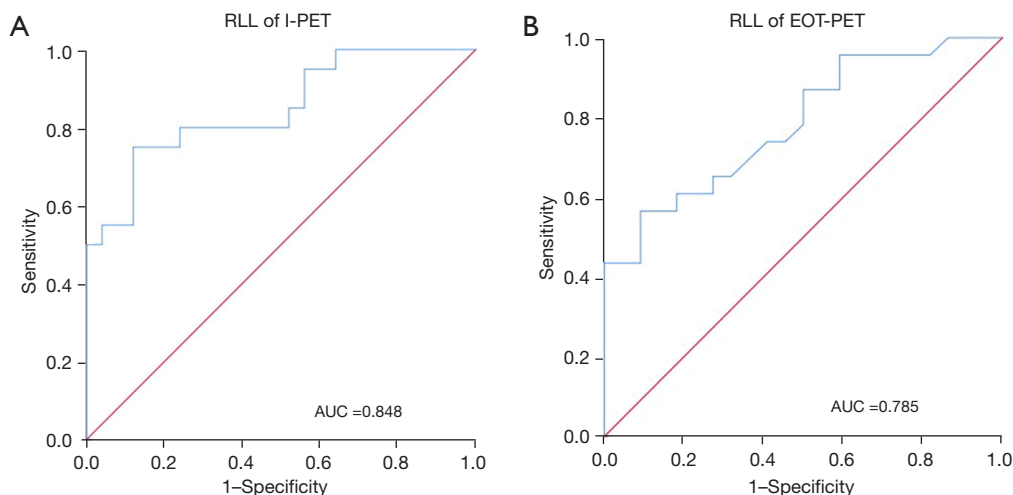 A
RLL of I-PET
1.0
0.8
0.6
0.4
0.2
0.0
Sensitivity
AUC =0.848
0.0 0.2 0.4 0.6 0.8 1.0
1–Specificity
B
RLL of EOT-PET
1.0
0.8
0.6
0.4
0.2
0.0
Sensitivity
AUC =0.785
0.0 0.2 0.4 0.6 0.8 1.0
1–Specificity